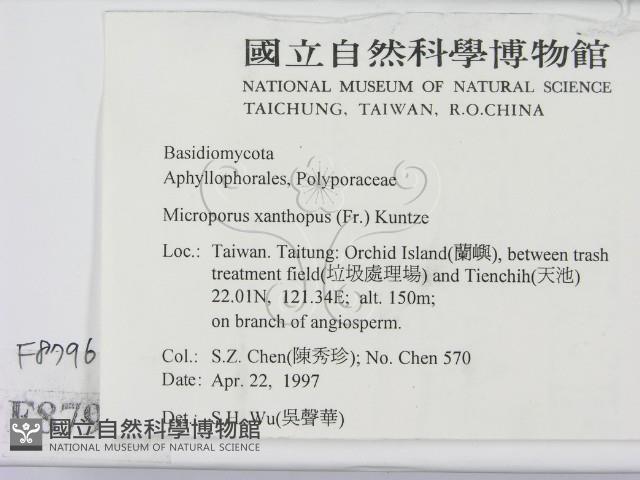 國立自然科學博物館
NATIONAL MUSEUM OF NATURAL SCIENCE
TAICHUNG, TAIWAN, R.O.CHINA
Basidiomycota
Aphyllophorales, Polyporaceae
Microporus xanthopus (Fr.) Kuntze
Loc.: Taiwan. Taitung: Orchid Island(蘭嶼), between trash
treatment field(垃圾處理場) and Tienchih(天池)
22.01N, 121.34E; alt. 150m;
on branch of angiosperm.
Col.: S.Z. Chen(陳秀珍); No. Chen 570
Date: Apr. 22, 1997
Det.: S.H. Wu(吳聲華)
F8796
國立自然科學博物館
NATIONAL MUSEUM OF NATURAL SCIENCE